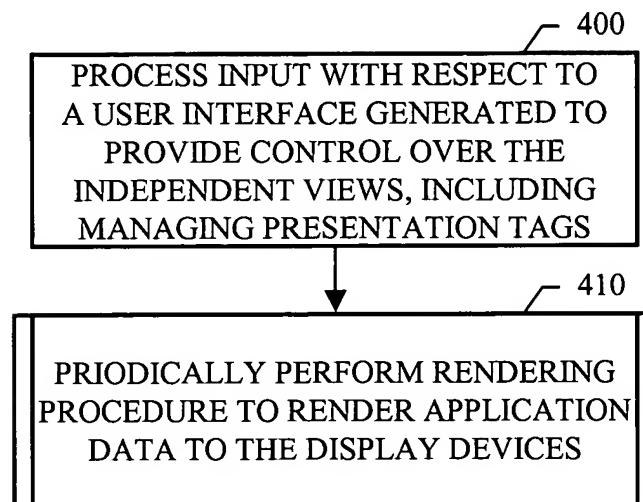 400
PROCESS INPUT WITH RESPECT TO
A USER INTERFACE GENERATED TO
PROVIDE CONTROL OVER THE
INDEPENDENT VIEWS, INCLUDING
MANAGING PRESENTATION TAGS
410
PRIODICALLY PERFORM RENDERING
PROCEDURE TO RENDER APPLICATION
DATA TO THE DISPLAY DEVICES